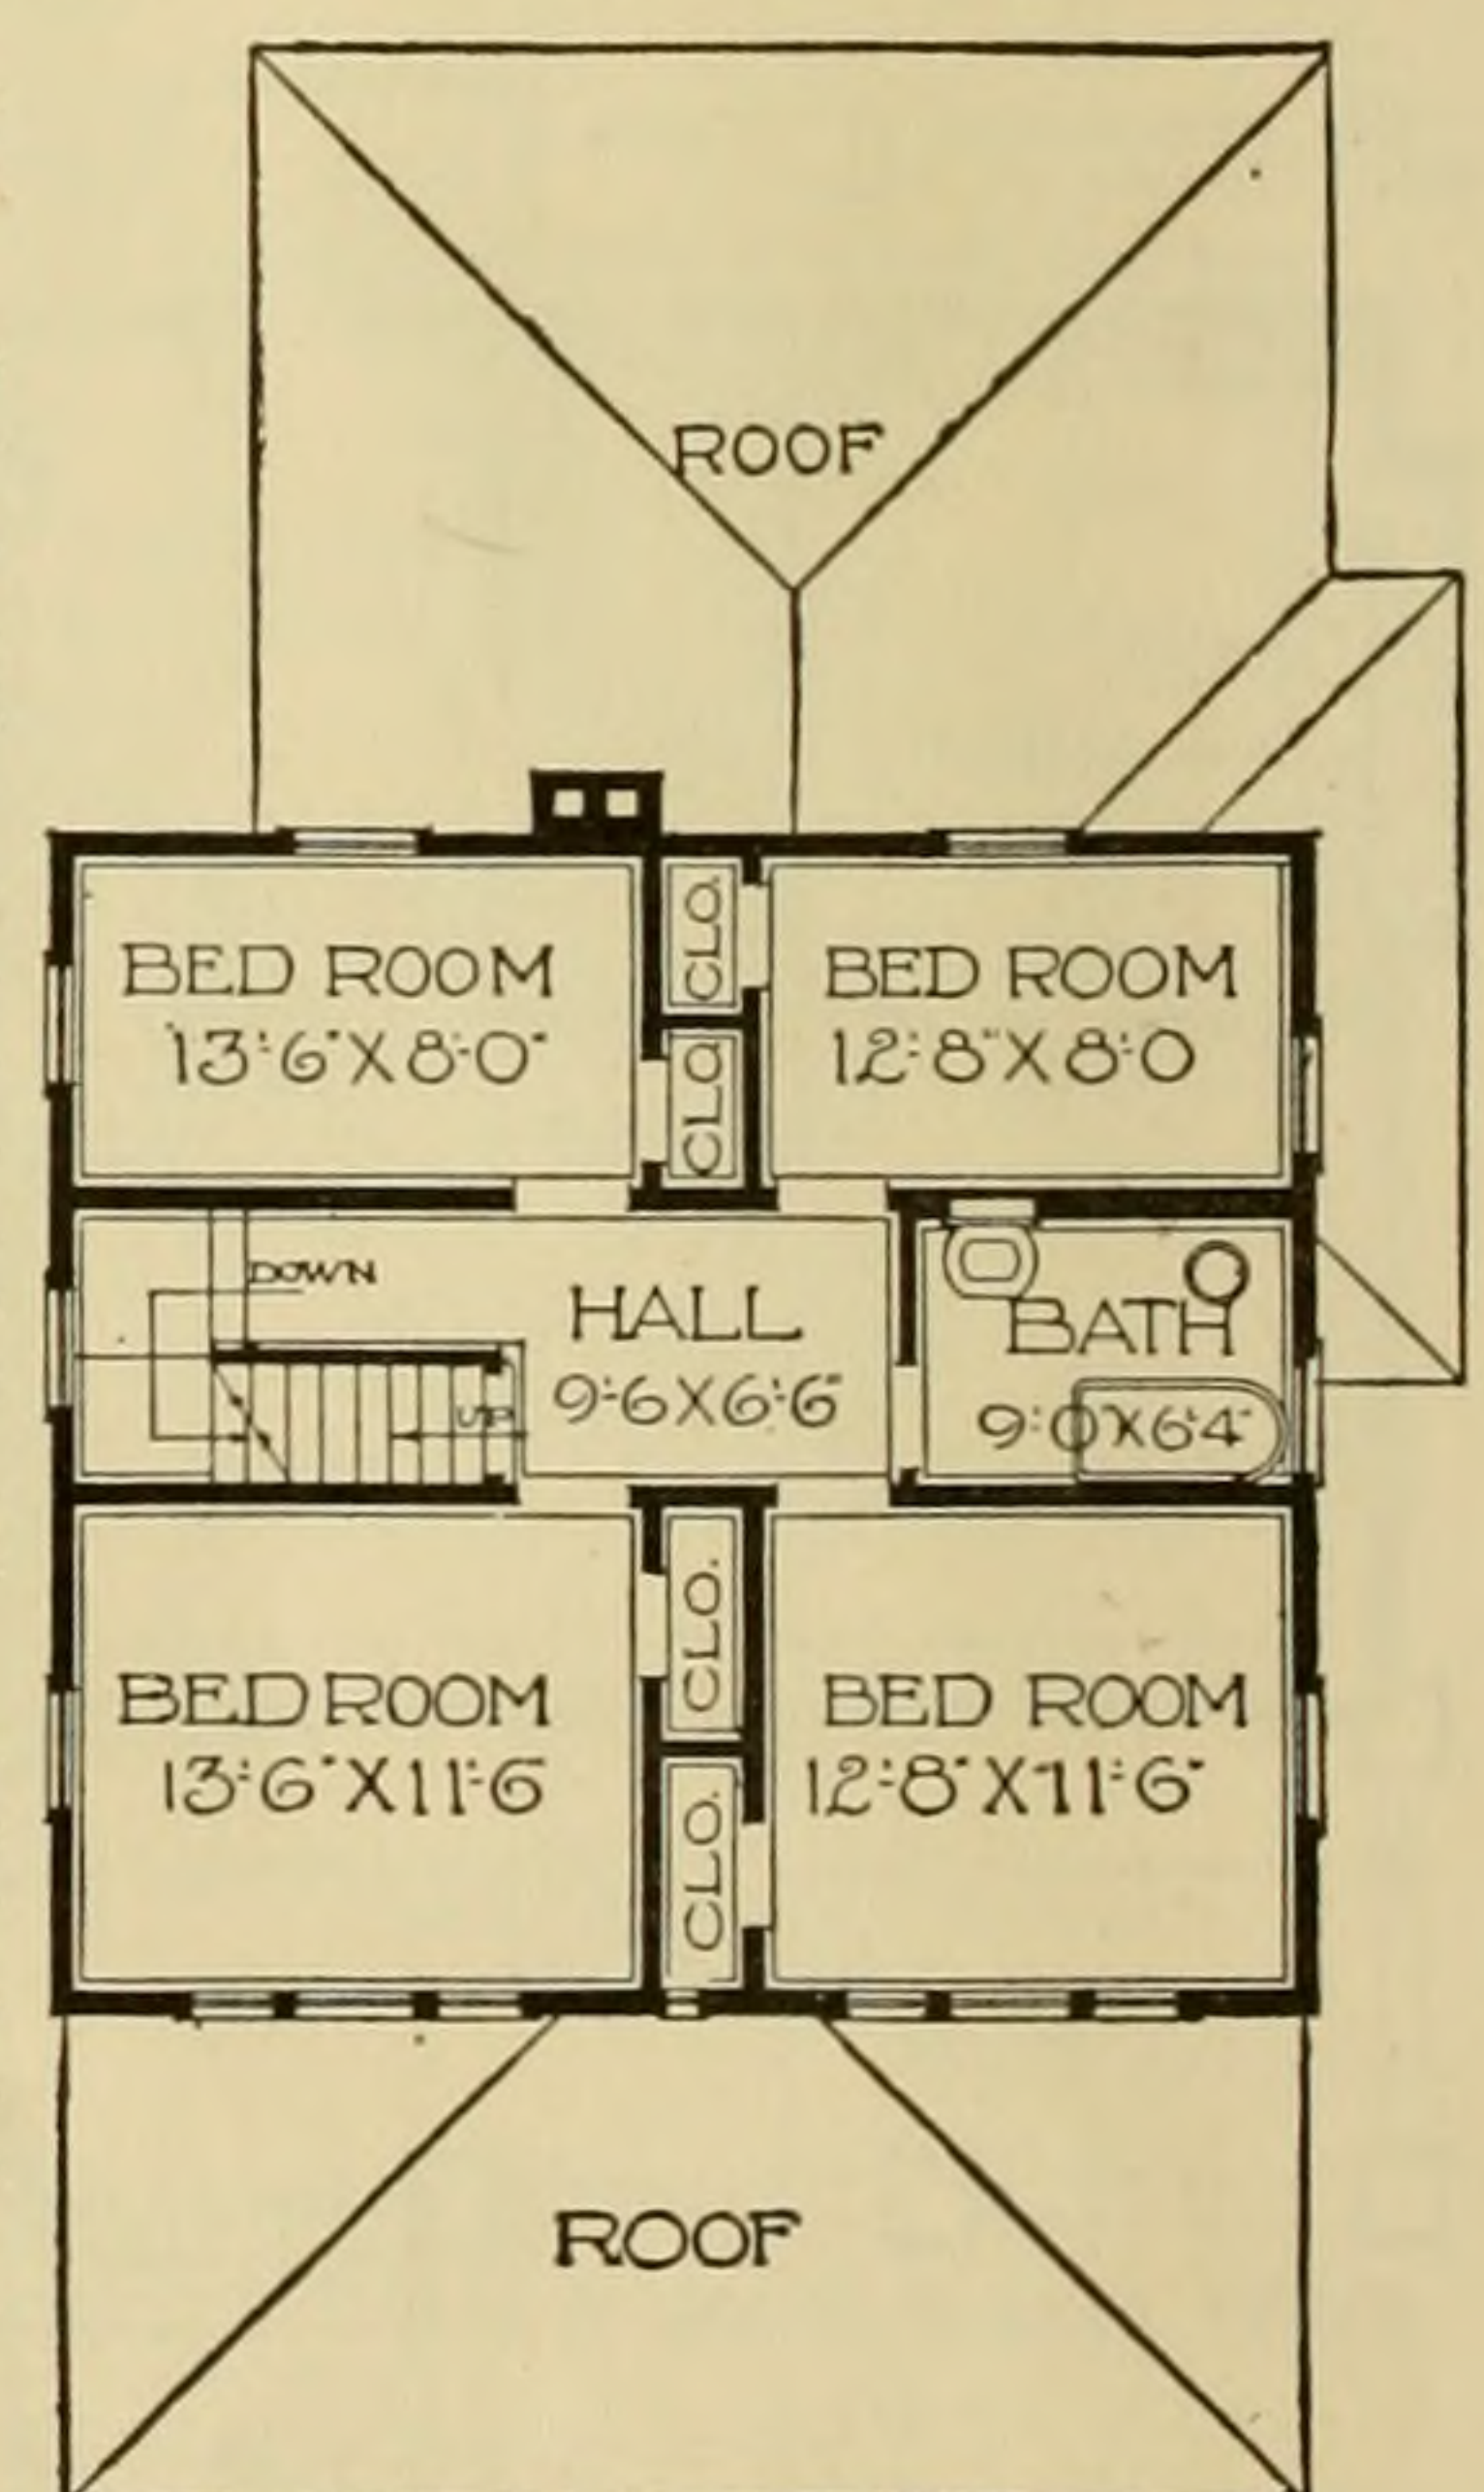 ROOF
CLO.
BED ROOM
13'-6"X8'-0"
BED ROOM
12'-8"X8'-0
CLO.
DOWN
HALL
9'-6X6'-6"
BATH
9'-0X6'4"
UP
CLO.
BED ROOM
13'-6"X11'-6
BED ROOM
12'-8"X11'-6"
CLO.
ROOF